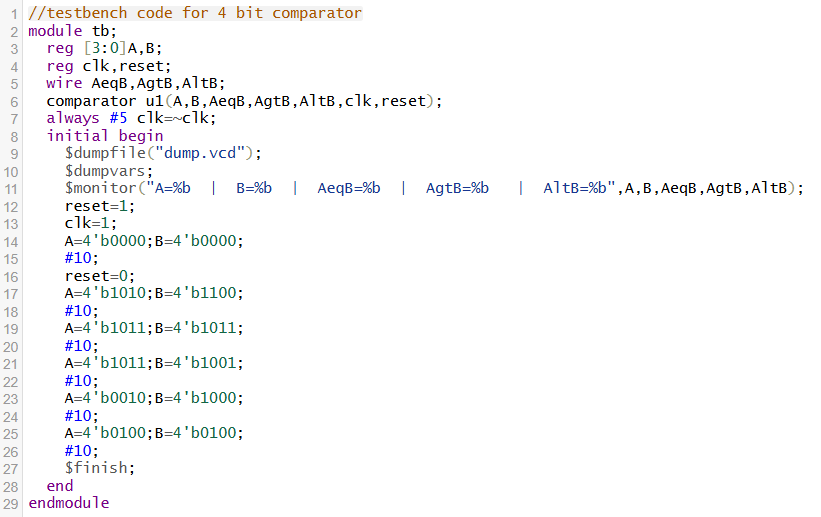 1 //testbench code for 4 bit comparator
2 module tb;
3   reg [3:0]A,B;
4   reg clk,reset;
5   wire AeqB,AgtB,AltB;
6   comparator u1(A,B,AeqB,AgtB,AltB,clk,reset);
7   always #5 clk=~clk;
8   initial begin
9     $dumpfile("dump.vcd");
10     $dumpvars;
11     $monitor("A=%b  |  B=%b  |  AeqB=%b  |  AgtB=%b   |  AltB=%b",A,B,AeqB,AgtB,AltB);
12     reset=1;
13     clk=1;
14     A=4'b0000;B=4'b0000;
15     #10;
16     reset=0;
17     A=4'b1010;B=4'b1100;
18     #10;
19     A=4'b1011;B=4'b1011;
20     #10;
21     A=4'b1011;B=4'b1001;
22     #10;
23     A=4'b0010;B=4'b1000;
24     #10;
25     A=4'b0100;B=4'b0100;
26     #10;
27     $finish;
28   end
29 endmodule